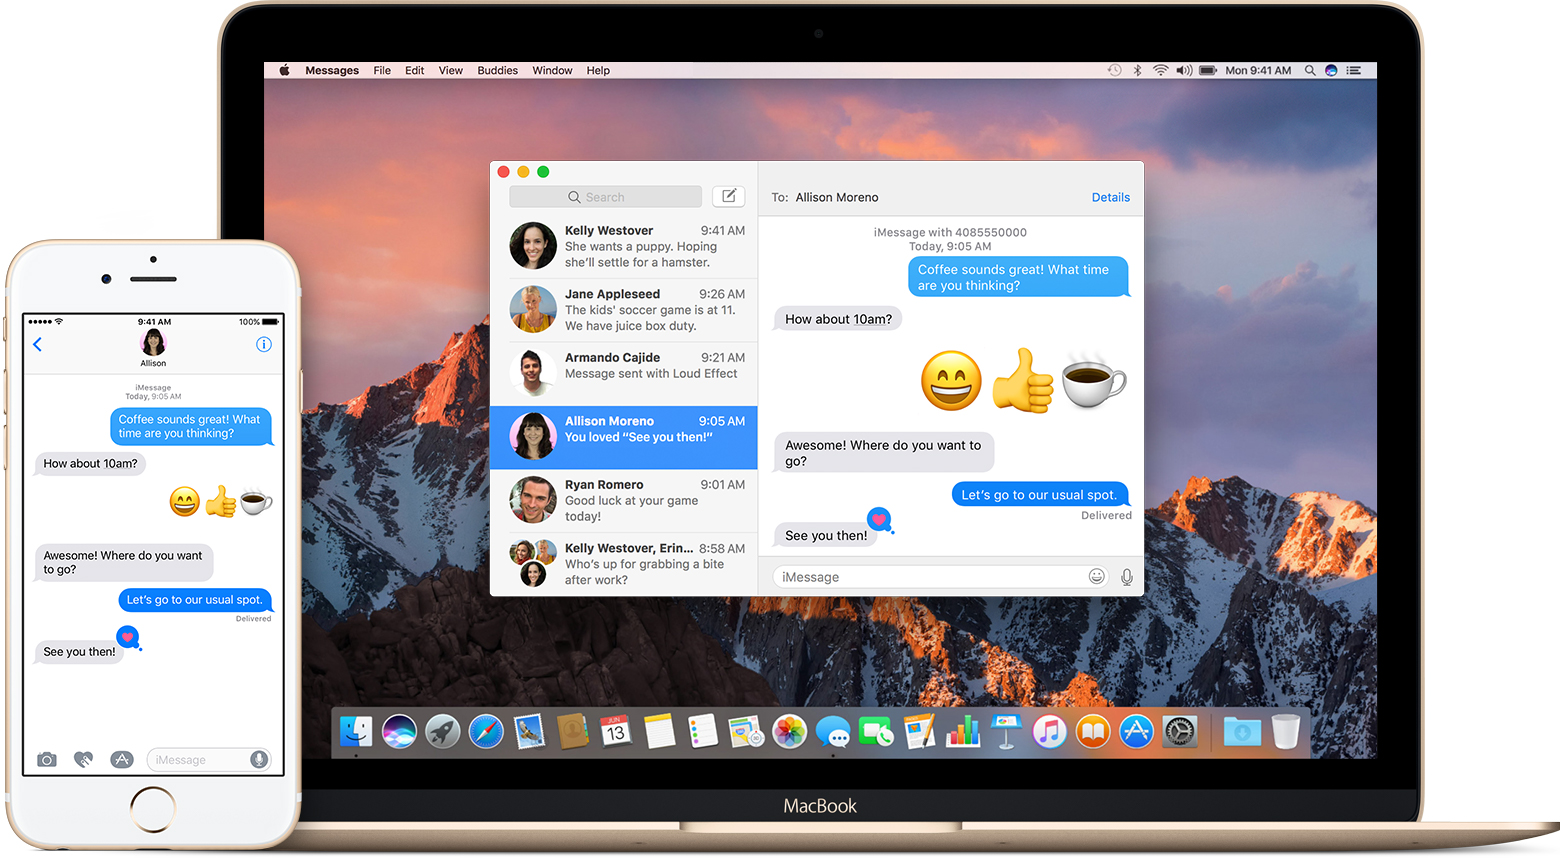 Messages File Edit View Buddies Window Help
Mon 9:41 AM
Search
Kelly Westover 9:41 AM
She wants a puppy. Hoping
she’ll settle for a hamster.
Jane Appleseed 9:26 AM
The kids' soccer game is at 11.
We have juice box duty.
Armando Cajide 9:21 AM
Message sent with Loud Effect
Allison Moreno 9:05 AM
You loved “See you then!”
Ryan Romero 9:01 AM
Good luck at your game
today!
Kelly Westover, Erin... 8:58 AM
Who’s up for grabbing a bite
after work?
To: Allison Moreno Details
iMessage with 4085550000
Today, 9:05 AM
Coffee sounds great! What time
are you thinking?
How about 10am?
Awesome! Where do you want to
go?
Let’s go to our usual spot.
Delivered
See you then!
iMessage
JUN
13
MacBook
9:41 AM 100%
Allison
iMessage
Today, 9:05 AM
Coffee sounds great! What
time are you thinking?
How about 10am?
Awesome! Where do you want
to go?
Let’s go to our usual spot.
Delivered
See you then!
iMessage